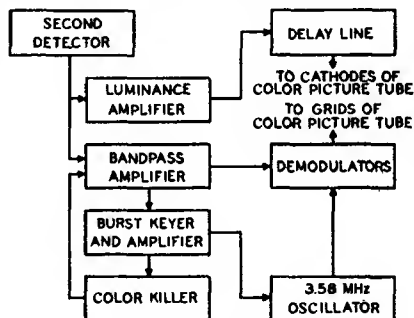 SECOND
DETECTOR
DELAY LINE
TO CATHODES OF
COLOR PICTURE TUBE
LUMINANCE
AMPLIFIER
TO GRIDS OF
COLOR PICTURE TUBE
BANDPASS
AMPLIFIER
DEMODULATORS
BURST KEYER
AND AMPLIFIER
COLOR KILLER
3.58 MHz
OSCILLATOR